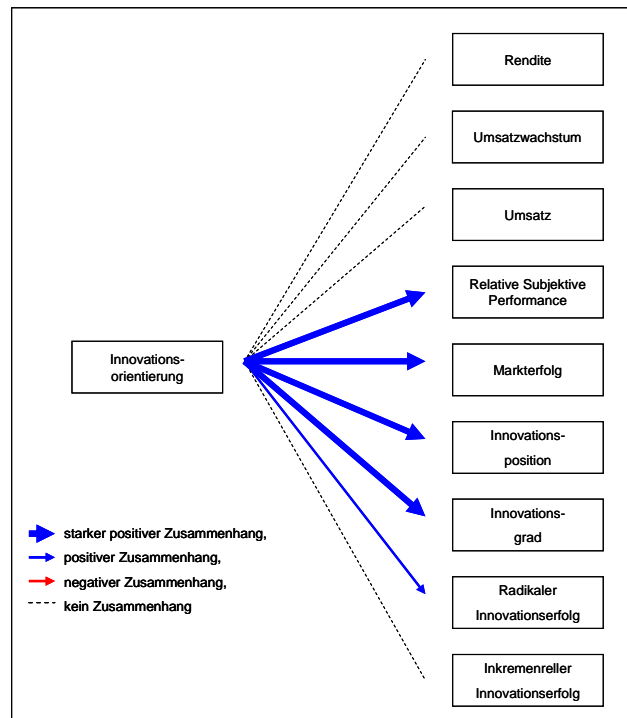 Rendite
Umsatzwachstum
Umsatz
Relative Subjektive
Performance
Innovations-
orientierung
Markterfolg
Innovations-
position
Innovations-
grad
Radikaler
Innovationserfolg
Inkremenreller
Innovationserfolg
starker positiver Zusammenhang,
positiver Zusammenhang,
negativer Zusammenhang,
kein Zusammenhang